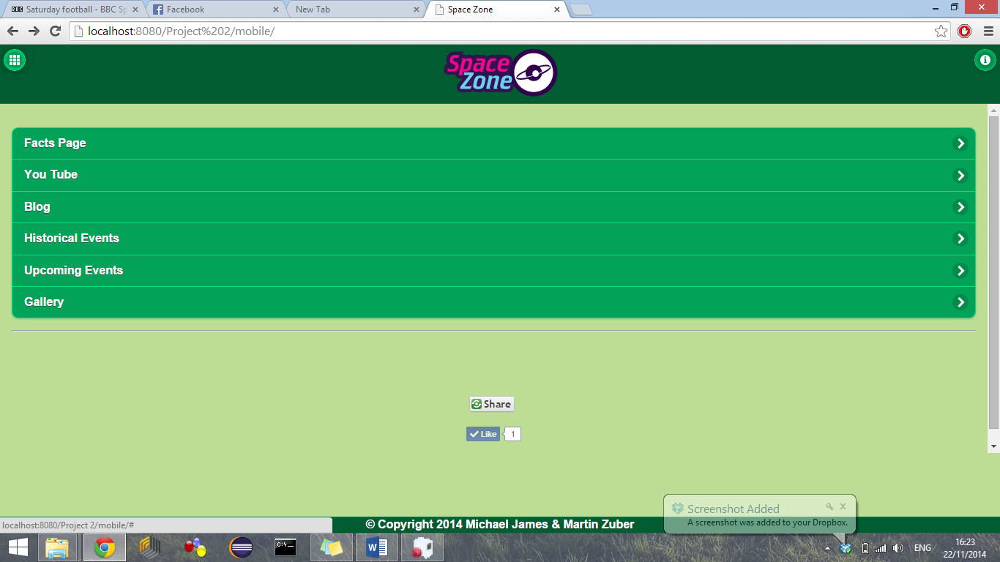 BBC Saturday football - BBC Sp
Facebook
New Tab
Space Zone
localhost:8080/Project%202/mobile/
Space
Zone
Facts Page
You Tube
Blog
Historical Events
Upcoming Events
Gallery
Share
Like 1
Screenshot Added
A screenshot was added to your Dropbox.
localhost:8080/Project 2/mobile/#
© Copyright 2014 Michael James & Martin Zuber
C:\
ENG
16:23
22/11/2014